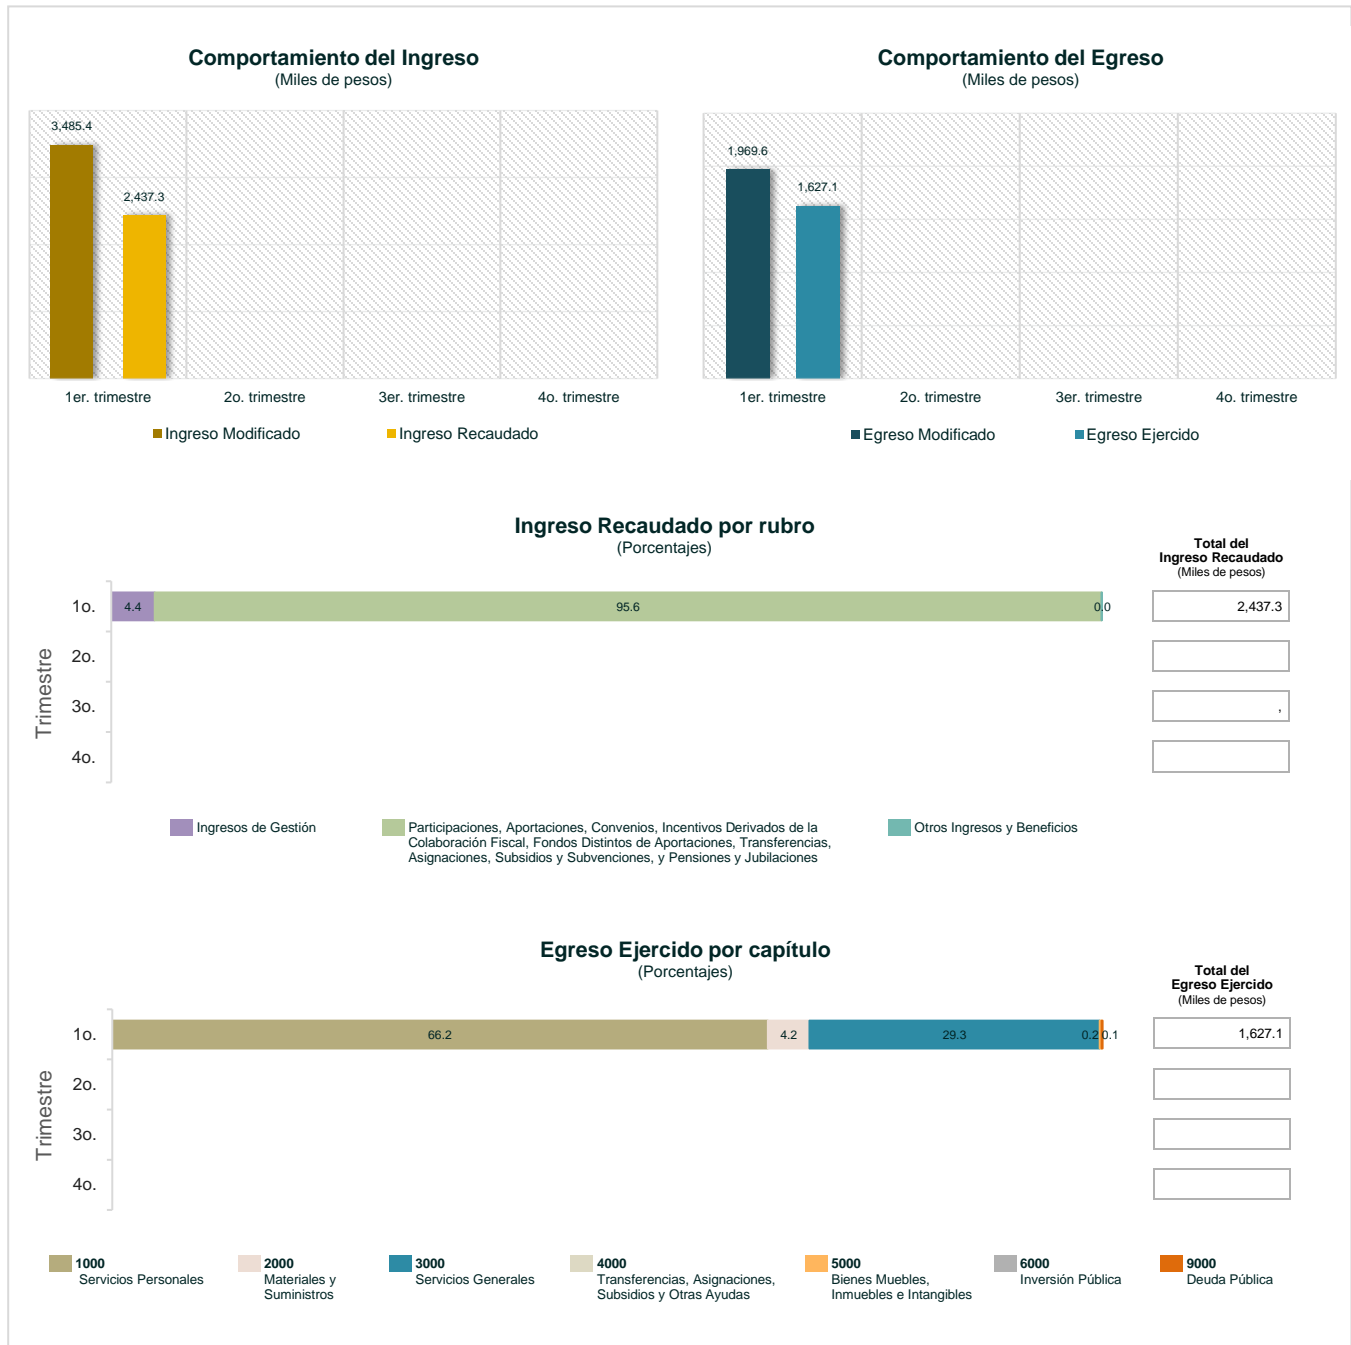 Comportamiento del Ingreso
(Miles de pesos)
3,485.4
2,437.3
1er. trimestre
2o. trimestre
3er. trimestre
4o. trimestre
Ingreso Modificado
Ingreso Recaudado
Comportamiento del Egreso
(Miles de pesos)
1,969.6
1,627.1
1er. trimestre
2o. trimestre
3er. trimestre
4o. trimestre
Egreso Modificado
Egreso Ejercido
Ingreso Recaudado por rubro
(Porcentajes)
Total del
Ingreso Recaudado
(Miles de pesos)
Trimestre
1o.
4.4
95.6
0.0
2,437.3
2o.
3o.
,
4o.
Ingresos de Gestión
Participaciones, Aportaciones, Convenios, Incentivos Derivados de la
Colaboración Fiscal, Fondos Distintos de Aportaciones, Transferencias,
Asignaciones, Subsidios y Subvenciones, y Pensiones y Jubilaciones
Otros Ingresos y Beneficios
Egreso Ejercido por capítulo
(Porcentajes)
Total del
Egreso Ejercido
(Miles de pesos)
Trimestre
1o.
66.2
4.2
29.3
0.2
0.1
1,627.1
2o.
3o.
4o.
1000
Servicios Personales
2000
Materiales y
Suministros
3000
Servicios Generales
4000
Transferencias, Asignaciones,
Subsidios y Otras Ayudas
5000
Bienes Muebles,
Inmuebles e Intangibles
6000
Inversión Pública
9000
Deuda Pública